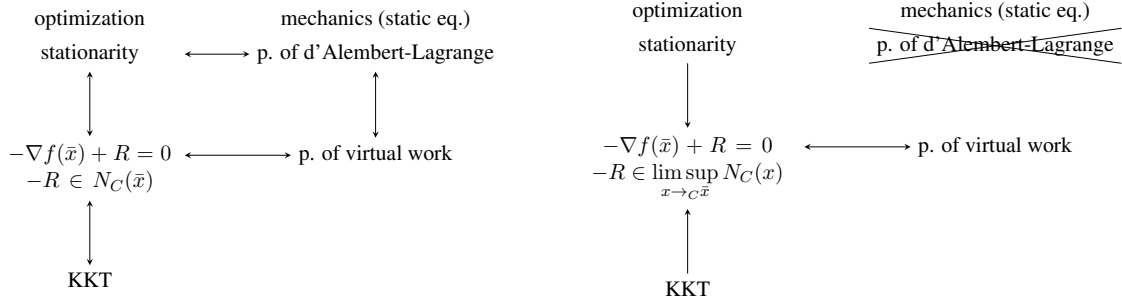 optimization mechanics (static eq.)
stationarity p. of d'Alembert-Lagrange
−∇f(x̄) + R = 0 p. of virtual work
−R ∈ N_C(x̄)
KKT
optimization mechanics (static eq.)
stationarity p. of d'Alembert-Lagrange
−∇f(x̄) + R = 0 p. of virtual work
−R ∈ lim sup N_C(x)
x→_C x̄
KKT